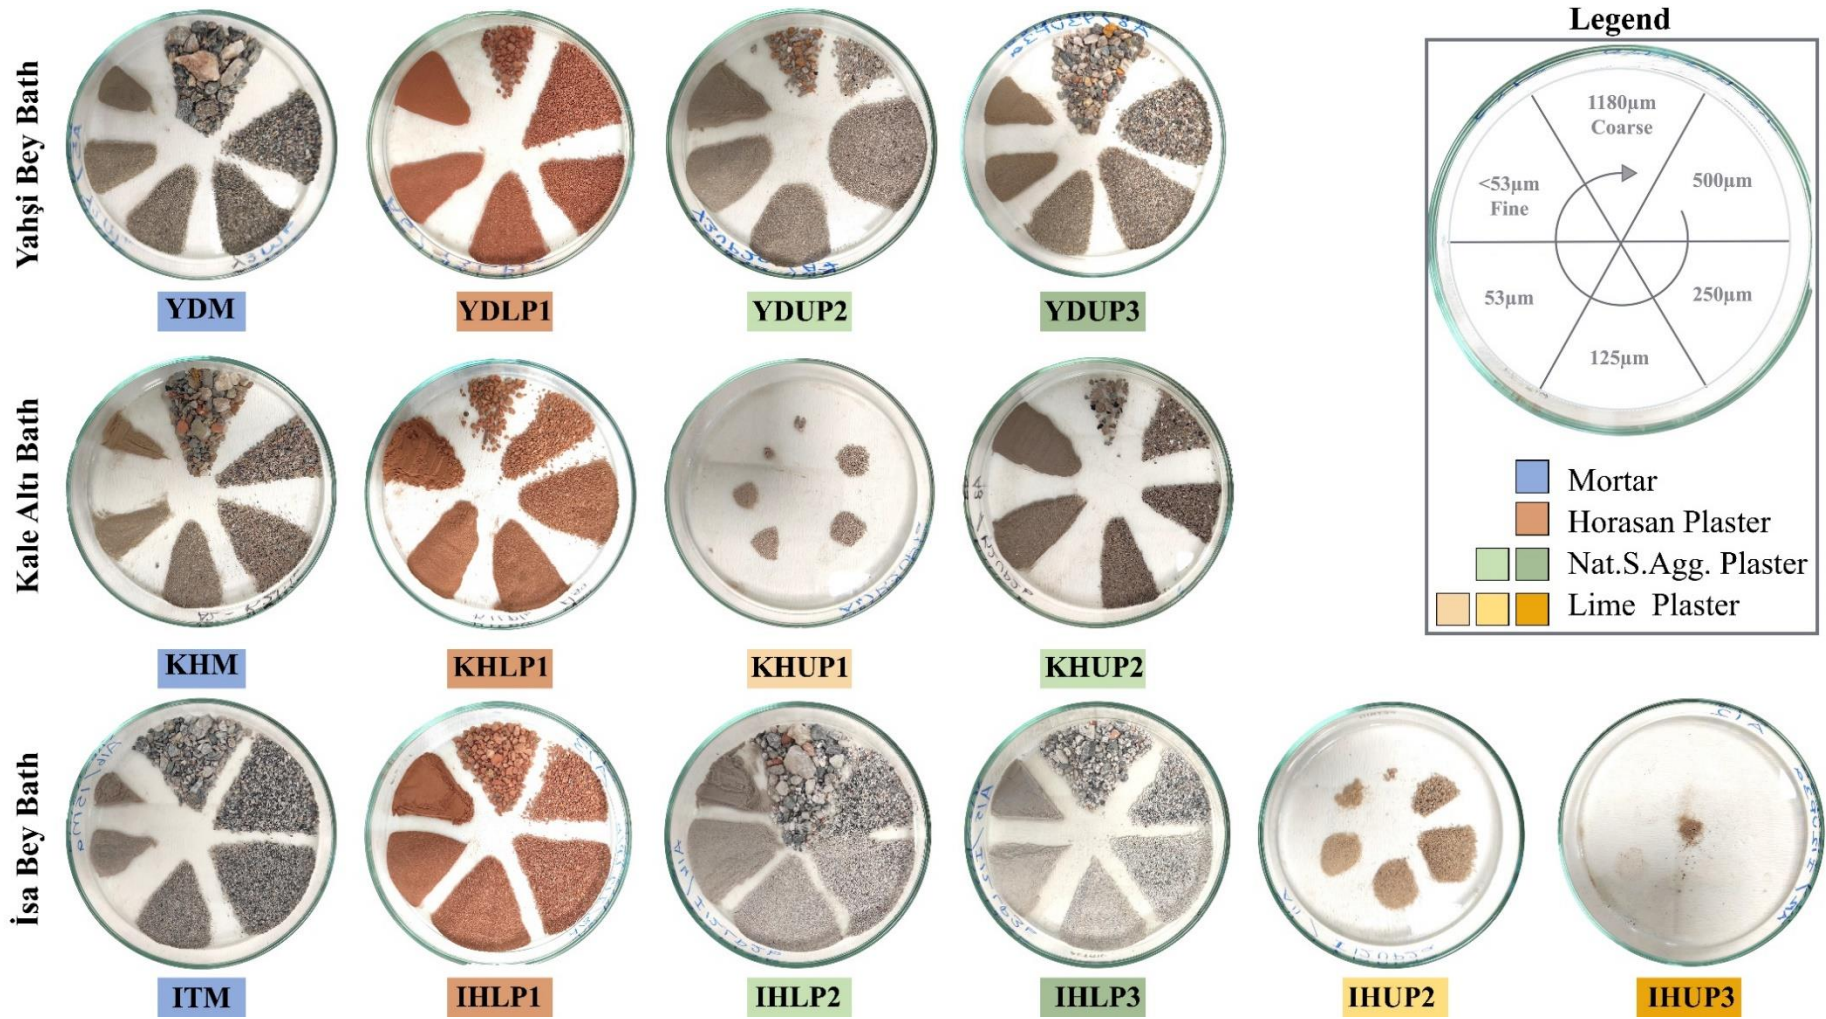 Yahşi Bey Bath
YDM
YDLP1
YDUP2
YDUP3
Kale Altı Bath
KHM
KHLP1
KHUP1
KHUP2
İsa Bey Bath
ITM
IHLP1
IHLP2
IHLP3
IHUP2
IHUP3
Legend
1180µm
Coarse
500µm
250µm
125µm
53µm
<53µm
Fine
Mortar
Horasan Plaster
Nat.S.Agg. Plaster
Lime Plaster